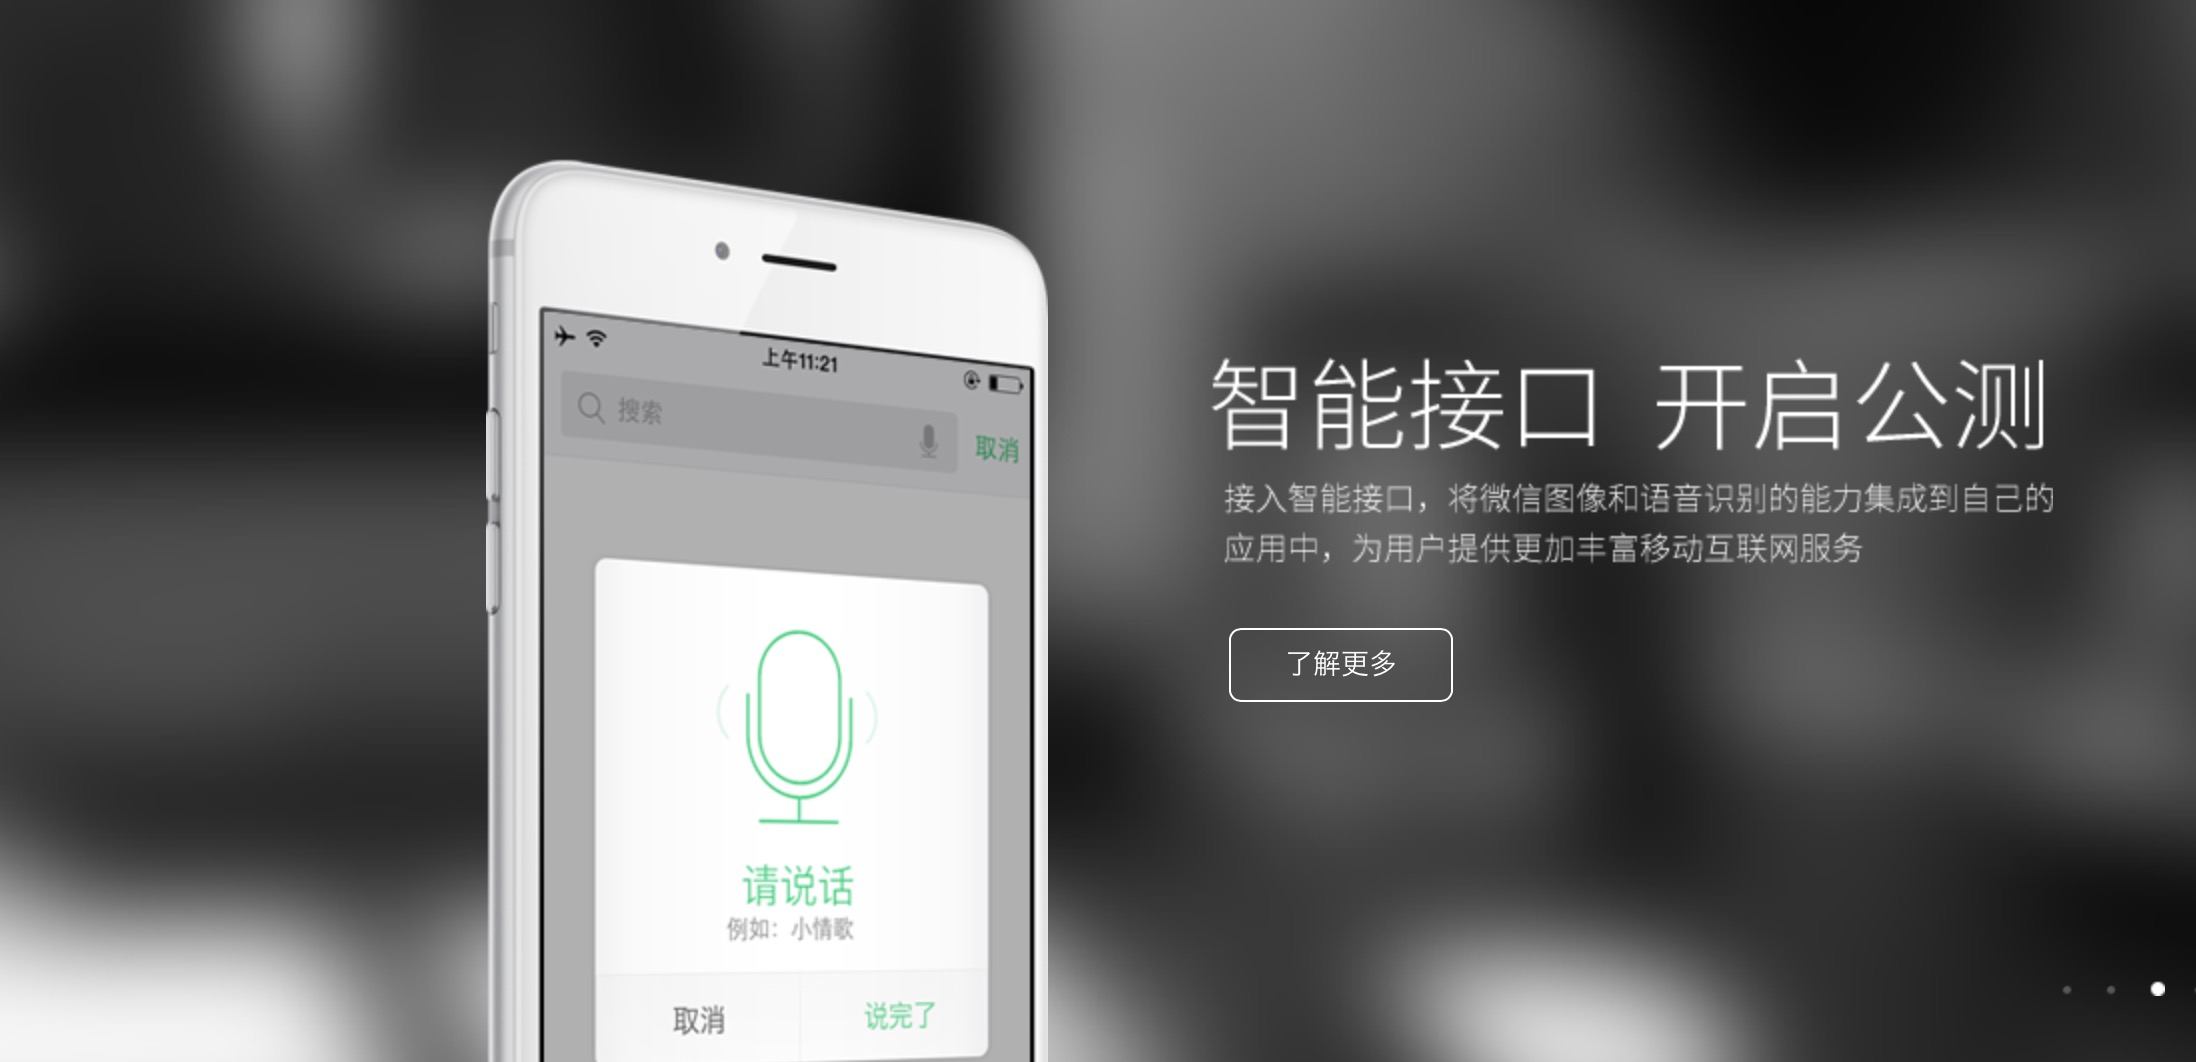 上午11:21
搜索
取消
请说话
例如：小情歌
取消
说完了
智能接口 开启公测
接入智能接口，将微信图像和语音识别的能力集成到自己的
应用中，为用户提供更加丰富移动互联网服务
了解更多